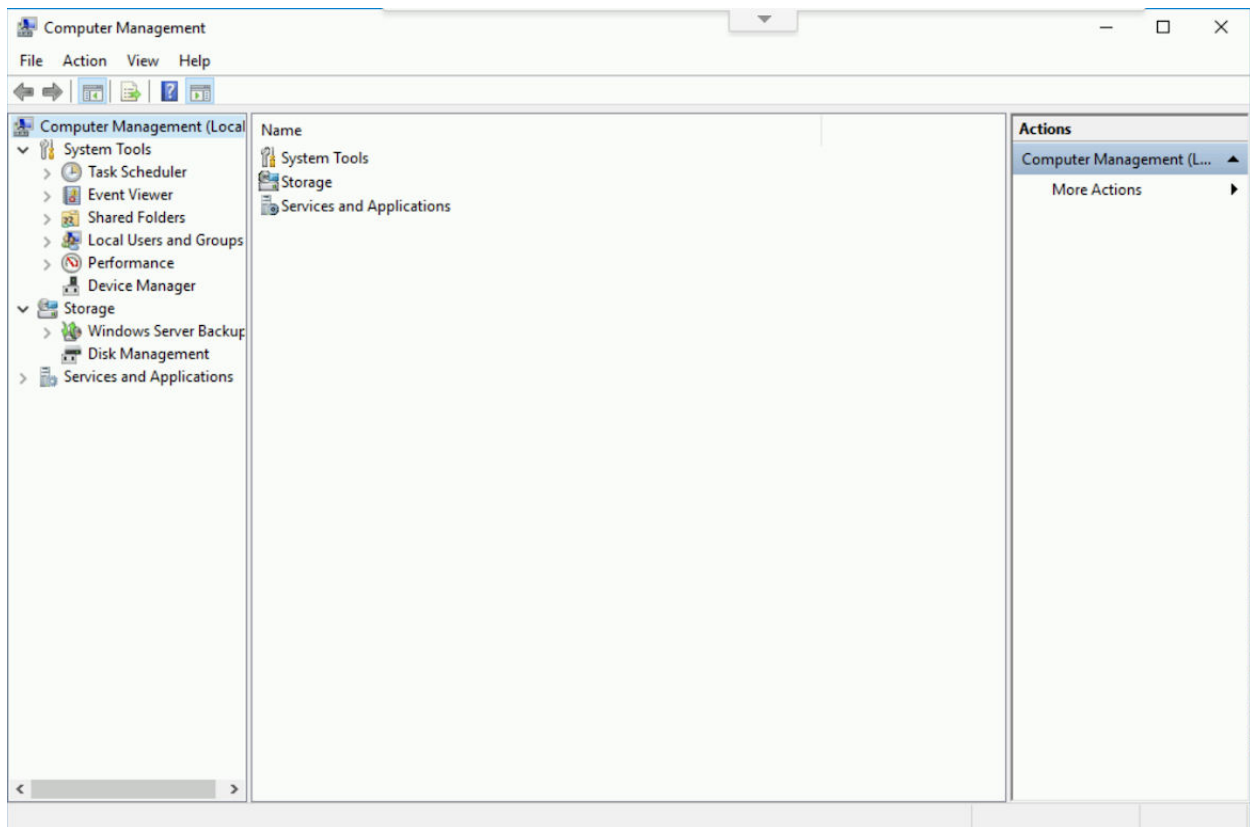 Computer Management
File Action View Help
Computer Management (Local
System Tools
Task Scheduler
Event Viewer
Shared Folders
Local Users and Groups
Performance
Device Manager
Storage
Windows Server Backup
Disk Management
Services and Applications
Name
System Tools
Storage
Services and Applications
Actions
Computer Management (L...
More Actions